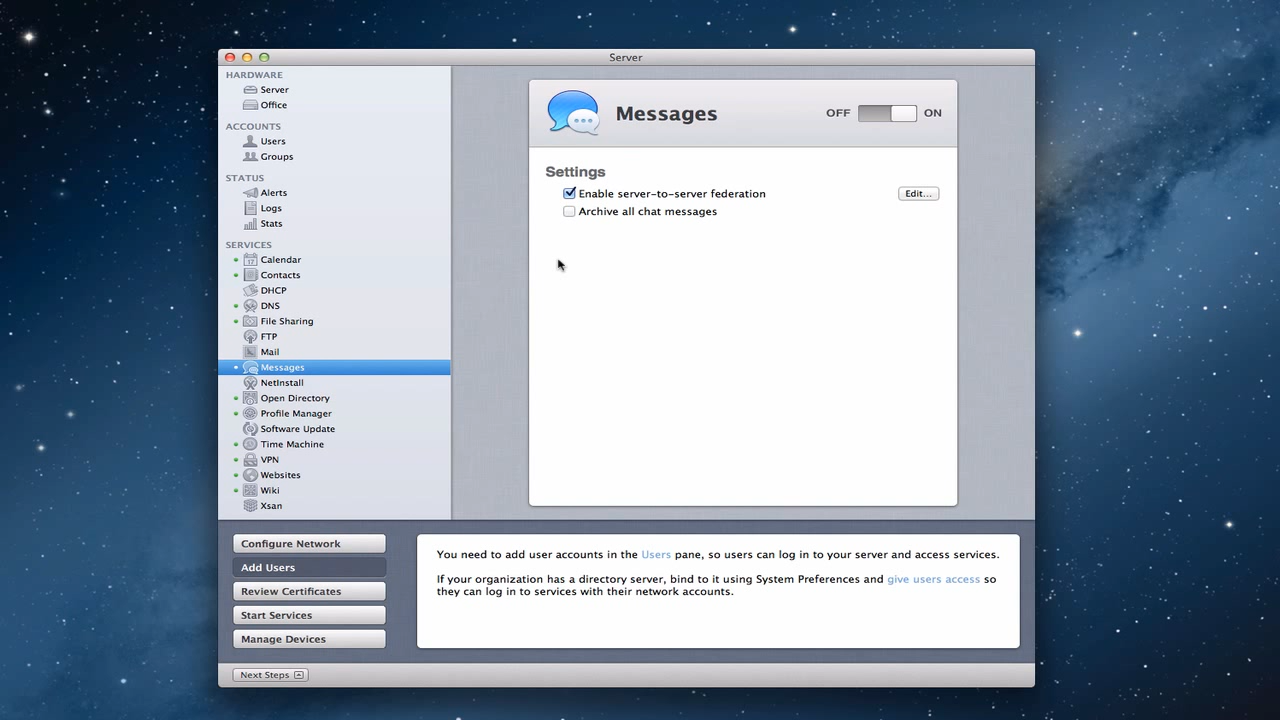 Server
HARDWARE
Server
Office
ACCOUNTS
Users
Groups
STATUS
Alerts
Logs
Stats
SERVICES
Calendar
Contacts
DHCP
DNS
File Sharing
FTP
Mail
Messages
NetInstall
Open Directory
Profile Manager
Software Update
Time Machine
VPN
Websites
Wiki
Xsan
Messages
OFF ON
Settings
Enable server-to-server federation Edit...
Archive all chat messages
Configure Network
Add Users
Review Certificates
Start Services
Manage Devices
You need to add user accounts in the Users pane, so users can log in to your server and access services.
If your organization has a directory server, bind to it using System Preferences and give users access so
they can log in to services with their network accounts.
Next Steps